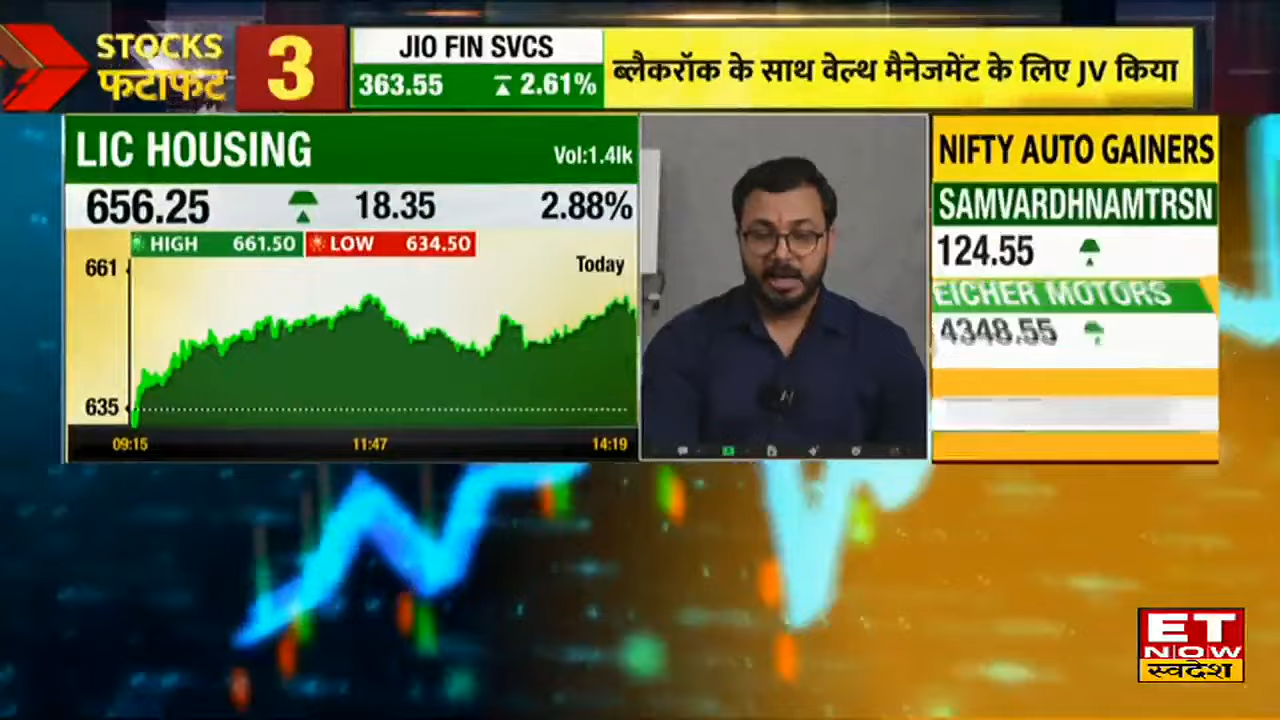 STOCKS
फटाफट
3
JIO FIN SVCS
363.55 2.61%
ब्लैकरॉक के साथ वेल्थ मैनेजमेंट के लिए JV किया
LIC HOUSING Vol:1.4lk
656.25 18.35 2.88%
HIGH 661.50 LOW 634.50
Today
661
635
09:15 11:47 14:19
NIFTY AUTO GAINERS
SAMVARDHNAMTRSN
124.55
EICHER MOTORS
4348.55
ET
NOW
स्वदेश